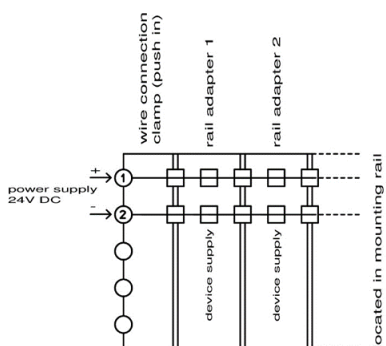 wire connection
clamp (push in)
rail adapter 1
rail adapter 2
+
1
power supply
24V DC
-
2
device supply
device supply
ocated in mounting rail